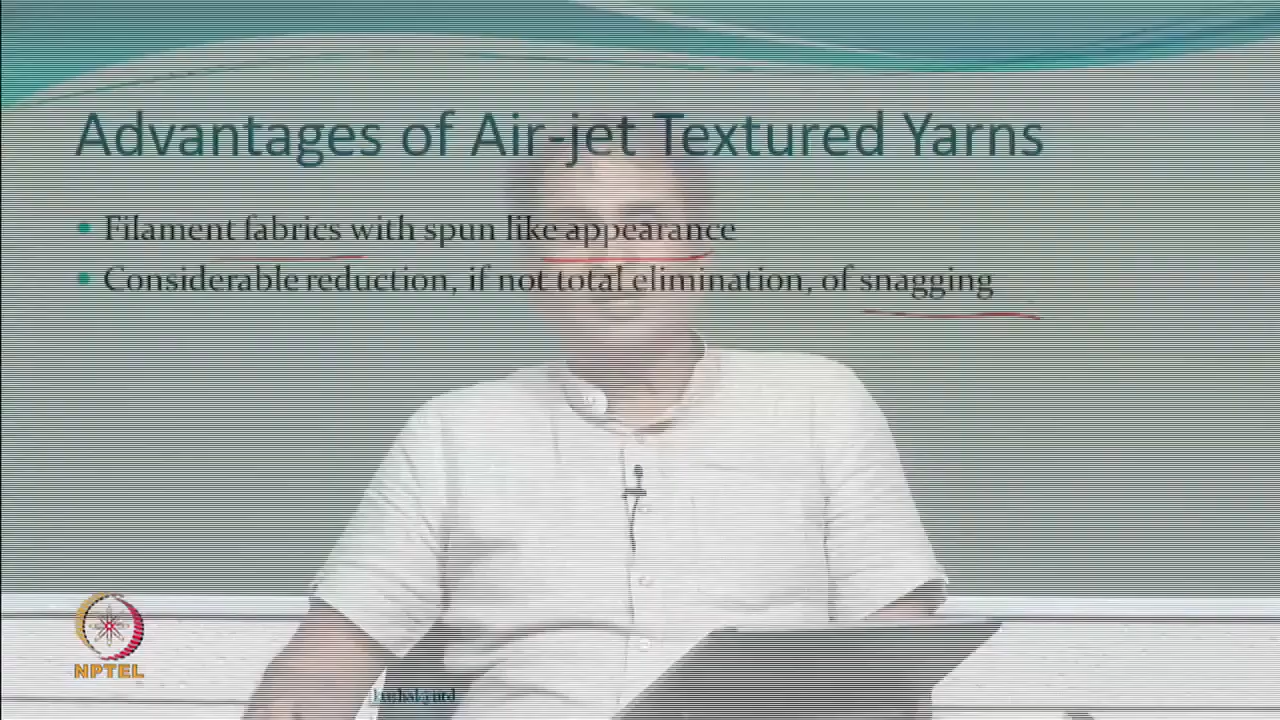 Advantages of Air-jet Textured Yarns
Filament fabrics with spun like appearance
Considerable reduction, if not total elimination, of snagging
NPTEL